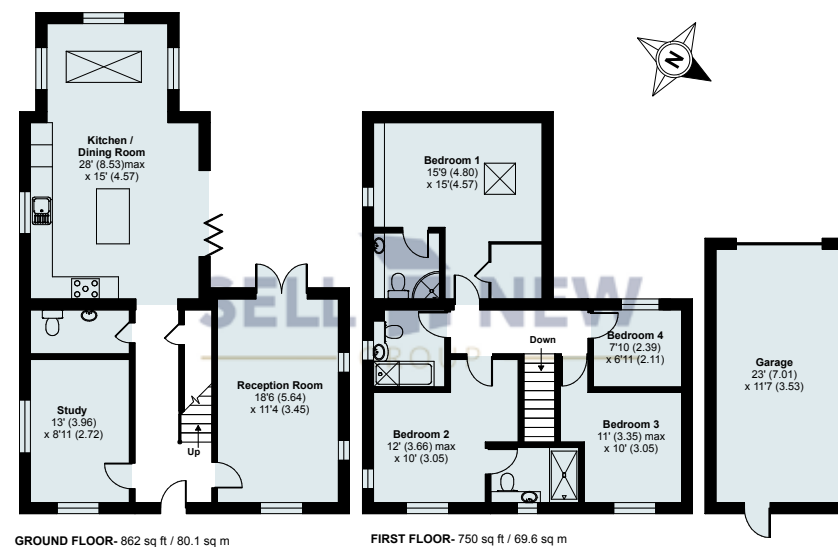 N
Kitchen /
Dining Room
28' (8.53)max
x 15' (4.57)
Bedroom 1
15'9 (4.80)
x 15'(4.57)
SELL NEW
GROUP
Down
Bedroom 4
7'10 (2.39)
x 6'11 (2.11)
Garage
23' (7.01)
x 11'7 (3.53)
Reception Room
18'6 (5.64)
x 11'4 (3.45)
Study
13' (3.96)
x 8'11 (2.72)
Up
Bedroom 2
12' (3.66) max
x 10' (3.05)
Bedroom 3
11' (3.35) max
x 10' (3.05)
GROUND FLOOR- 862 sq ft / 80.1 sq m
FIRST FLOOR- 750 sq ft / 69.6 sq m